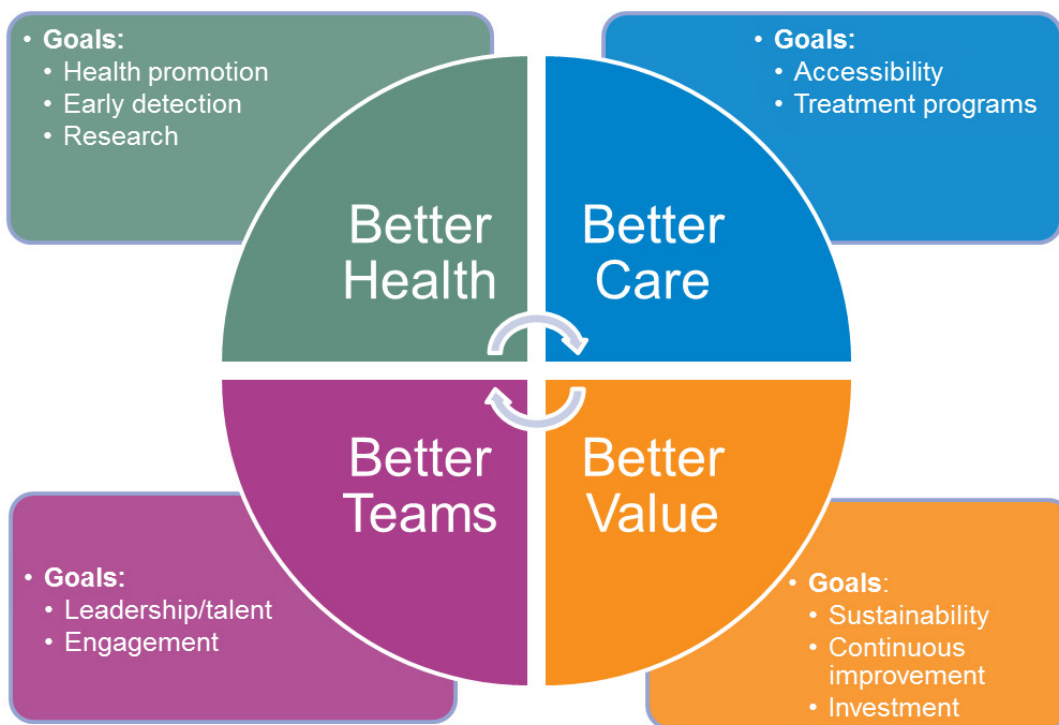 • Goals:
• Health promotion
• Early detection
• Research
• Goals:
• Accessibility
• Treatment programs
Better
Health
Better
Care
Better
Teams
Better
Value
• Goals:
• Leadership/talent
• Engagement
• Goals:
• Sustainability
• Continuous
improvement
• Investment